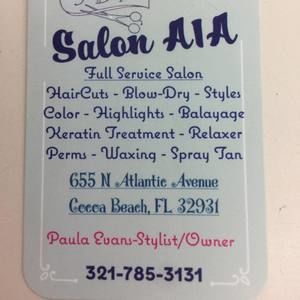 Salon A1A
Full Service Salon
HairCuts - Blow-Dry - Styles
Color - Highlights - Balayage
Keratin Treatment - Relaxer
Perms - Waxing - Spray Tan
655 N Atlantic Avenue
Cocoa Beach, FL 32931
Paula Evans-Stylist/Owner
321-785-3131